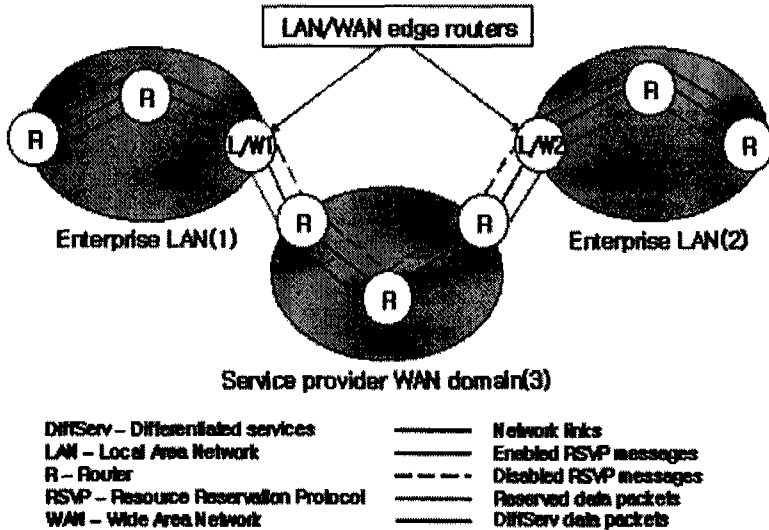 LAN/WAN edge routers
R
R
R
R
L/W1
L/W2
R
R
R
Enterprise LAN(1)
Enterprise LAN(2)
Service provider WAN domain(3)
DiffServ – Differentiated services
LAN – Local Area Network
R – Router
RSVP – Resource Reservation Protocol
WAN – Wide Area Network
Network links
Enabled RSVP messages
Disabled RSVP messages
Reserved data packets
DiffServ data packets